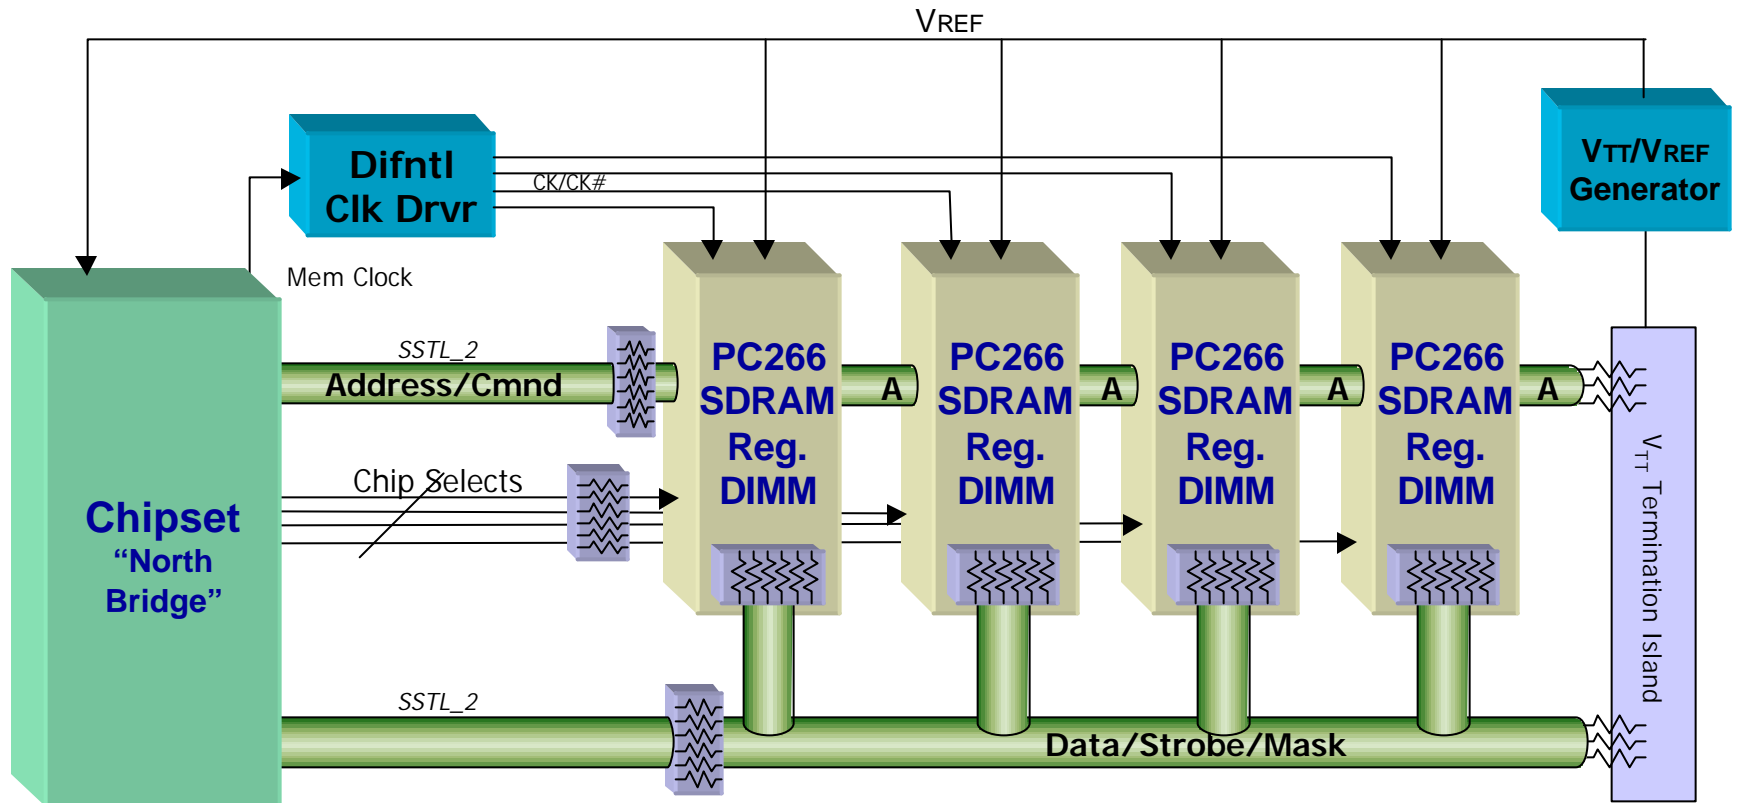 VREF
Difntl
Clk Drvr
CK/CK#
VTT/VREF
Generator
Mem Clock
SSTL_2
Address/Cmnd
PC266
SDRAM
Reg.
DIMM
A
PC266
SDRAM
Reg.
DIMM
A
PC266
SDRAM
Reg.
DIMM
A
PC266
SDRAM
Reg.
DIMM
A
Chip Selects
Chipset
“North
Bridge”
VTT Termination Island
SSTL_2
Data/Strobe/Mask